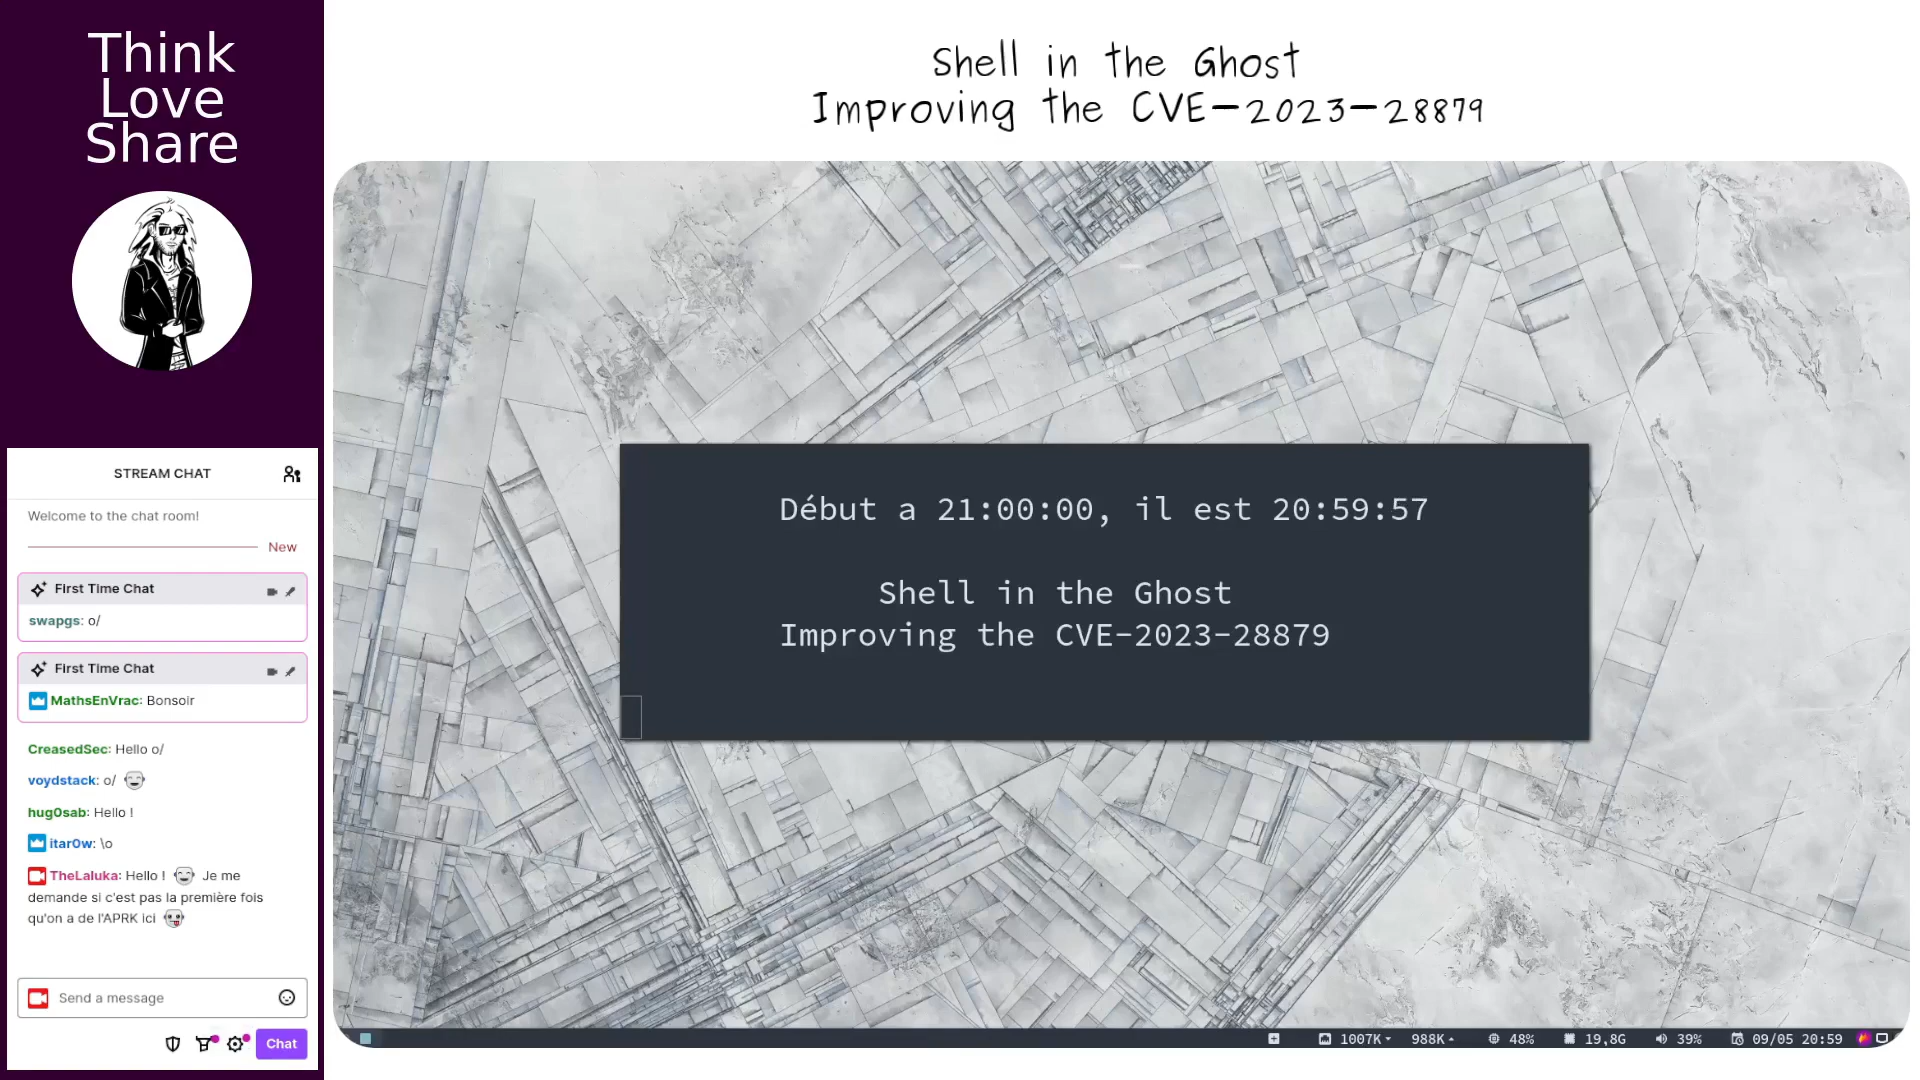 Think
Love
Share
Shell in the Ghost
Improving the CVE-2023-28879
STREAM CHAT
Welcome to the chat room!
New
First Time Chat
swapgs: o/
First Time Chat
MathsEnVrac: Bonsoir
CreasedSec: Hello o/
voydstack: o/
hug0sab: Hello !
itar0w: \o
TheLaluka: Hello ! Je me
demande si c'est pas la première fois
qu'on a de l'APRK ici
Send a message
Chat
Début a 21:00:00, il est 20:59:57
Shell in the Ghost
Improving the CVE-2023-28879
1007K 988K 48% 19,8G 39% 09/05 20:59